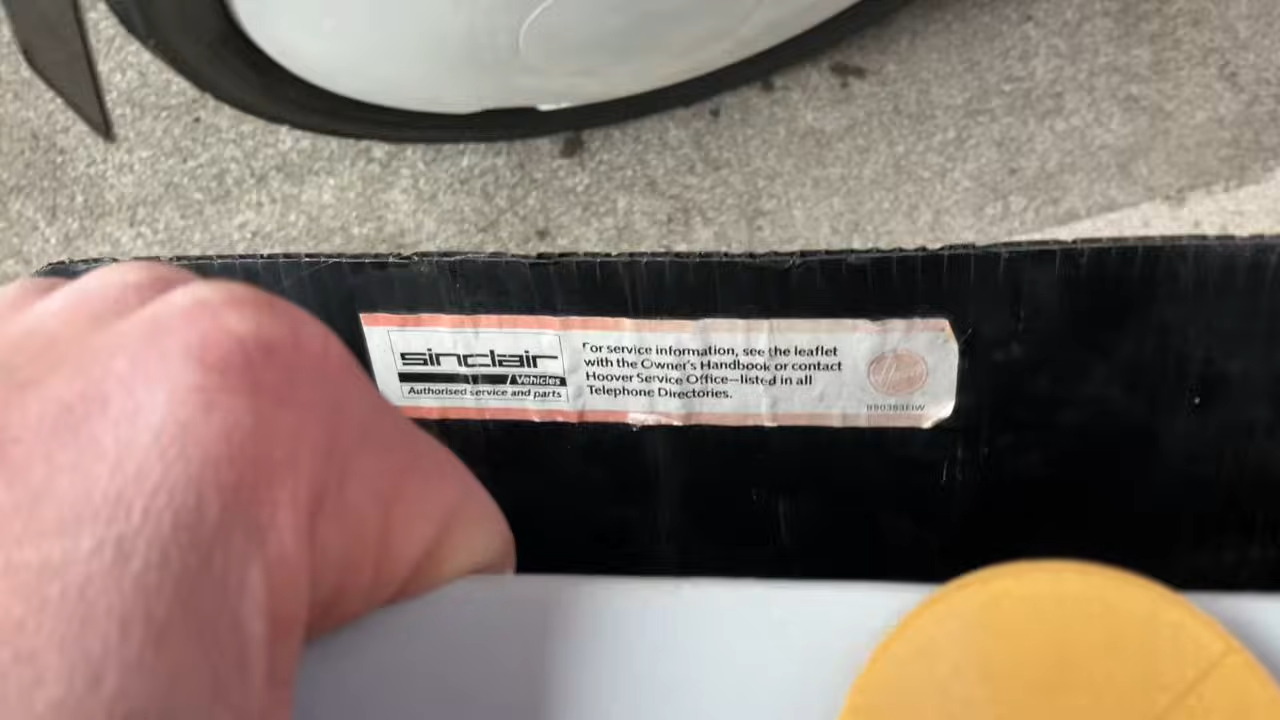 sinclair
Vehicles
Authorised service and parts
For service information, see the leaflet
with the Owner's Handbook or contact
Hoover Service Office—listed in all
Telephone Directories.
Hoover